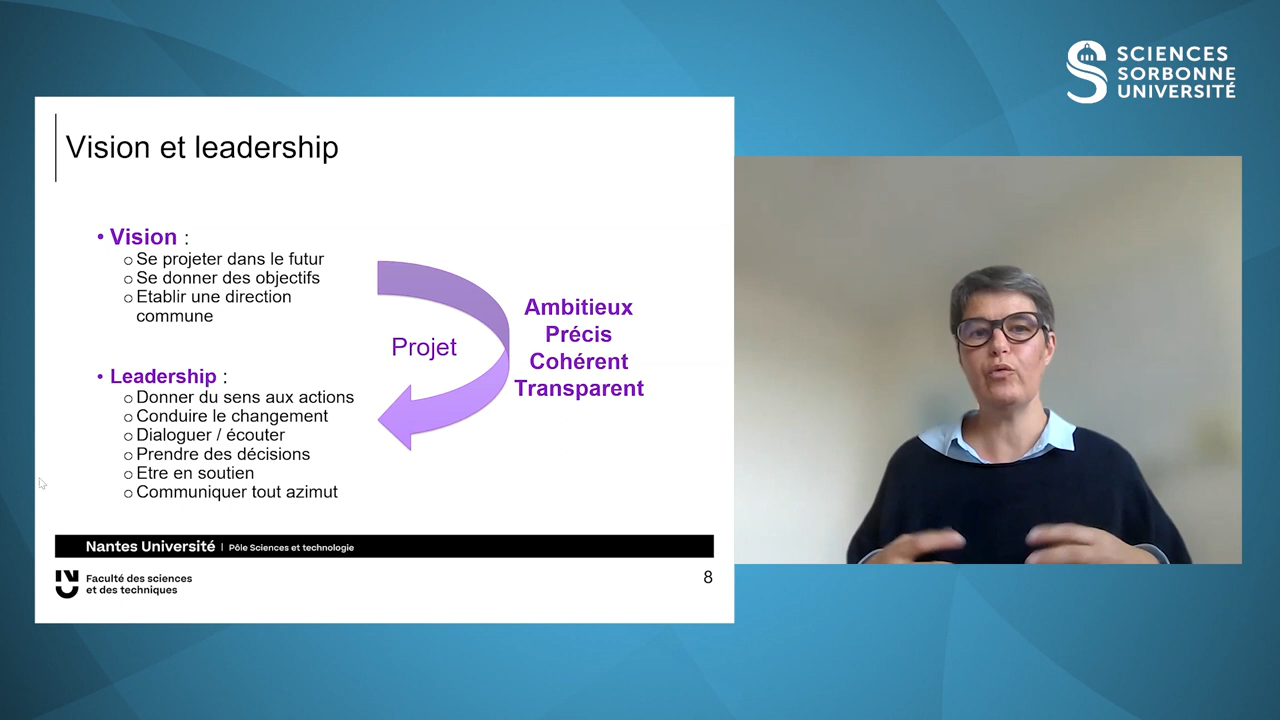 SCIENCES
SORBONNE
UNIVERSITÉ
Vision et leadership
• Vision :
o Se projeter dans le futur
o Se donner des objectifs
o Etablir une direction
commune
• Leadership :
o Donner du sens aux actions
o Conduire le changement
o Dialoguer / écouter
o Prendre des décisions
o Etre en soutien
o Communiquer tout azimut
Projet
Ambitieux
Précis
Cohérent
Transparent
Nantes Université | Pôle Sciences et technologie
Faculté des sciences
et des techniques
8